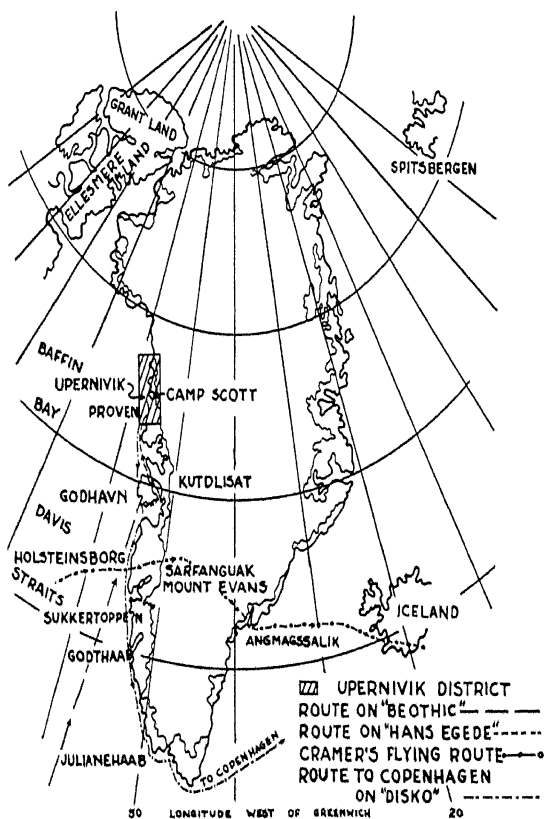 GRANT LAND
ELLESMERE
LAND
SPITSBERGEN
BAFFIN
BAY
UPERNIVIK
CAMP SCOTT
PROVEN
KUTDLISAT
GODHAVN
DAVIS
STRAITS
HOLSTEINSBORG
SARFANGUAK
MOUNT EVANS
SUKKERTOPPEN
ANGMAGSSALIK
ICELAND
GODTHAAB
JULIANEHAAB
TO COPENHAGEN
UPERNIVIK DISTRICT
ROUTE ON "BEOTHIC"
ROUTE ON "HANS EGEDE"
CRAMER'S FLYING ROUTE
ROUTE TO COPENHAGEN
ON "DISKO"
50 LONGITUDE WEST OF GREENWICH 20